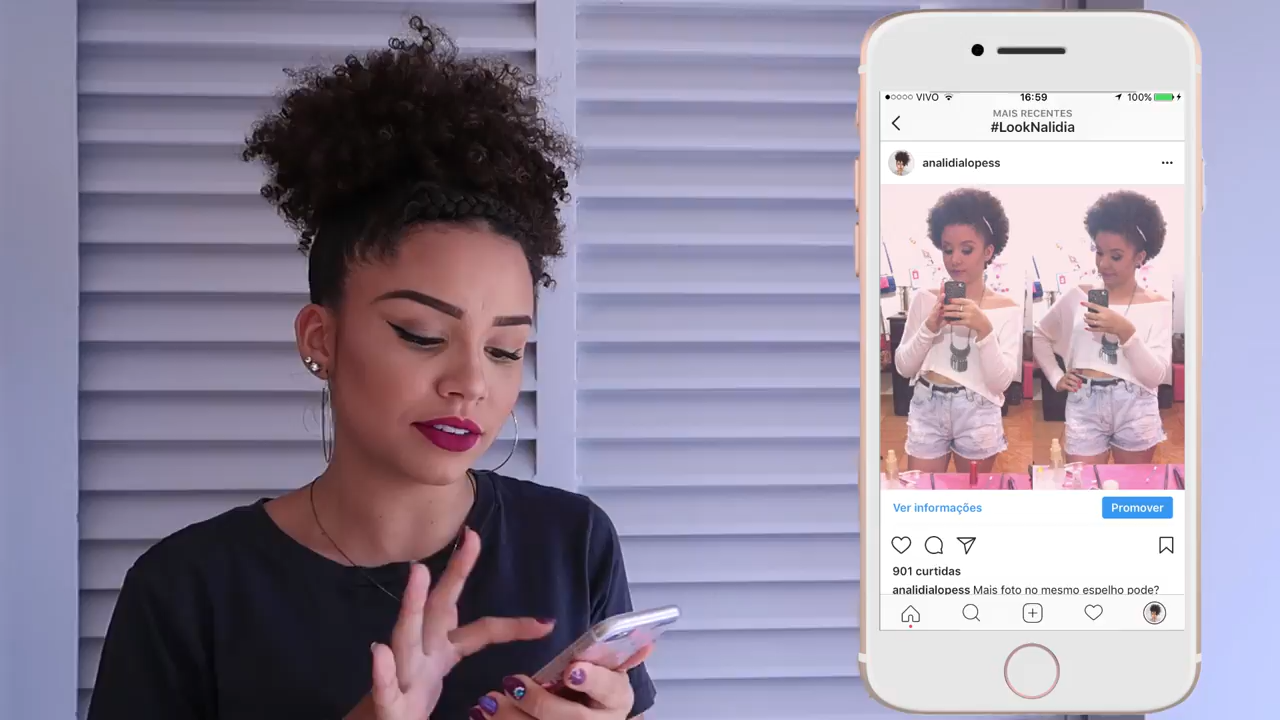 VIVO 16:59 100%
MAIS RECENTES
#LookNalidia
analidialopess
Ver informações Promover
901 curtidas
analidialopess Mais foto no mesmo espelho pode?